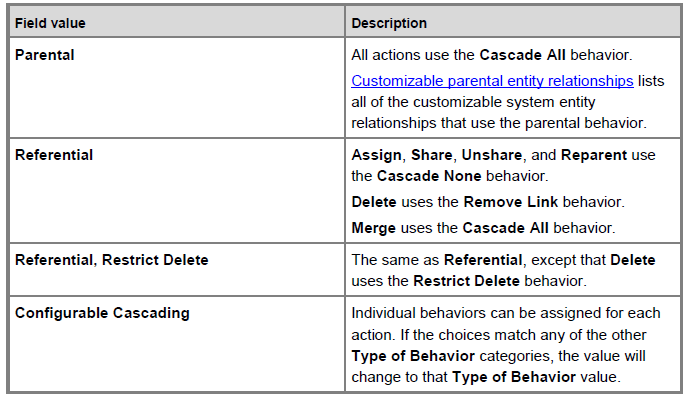 Field value
Description
Parental
All actions use the Cascade All behavior.
Customizable parental entity relationships lists
all of the customizable system entity
relationships that use the parental behavior.
Referential
Assign, Share, Unshare, and Reparent use
the Cascade None behavior.
Delete uses the Remove Link behavior.
Merge uses the Cascade All behavior.
Referential, Restrict Delete
The same as Referential, except that Delete
uses the Restrict Delete behavior.
Configurable Cascading
Individual behaviors can be assigned for each
action. If the choices match any of the other
Type of Behavior categories, the value will
change to that Type of Behavior value.